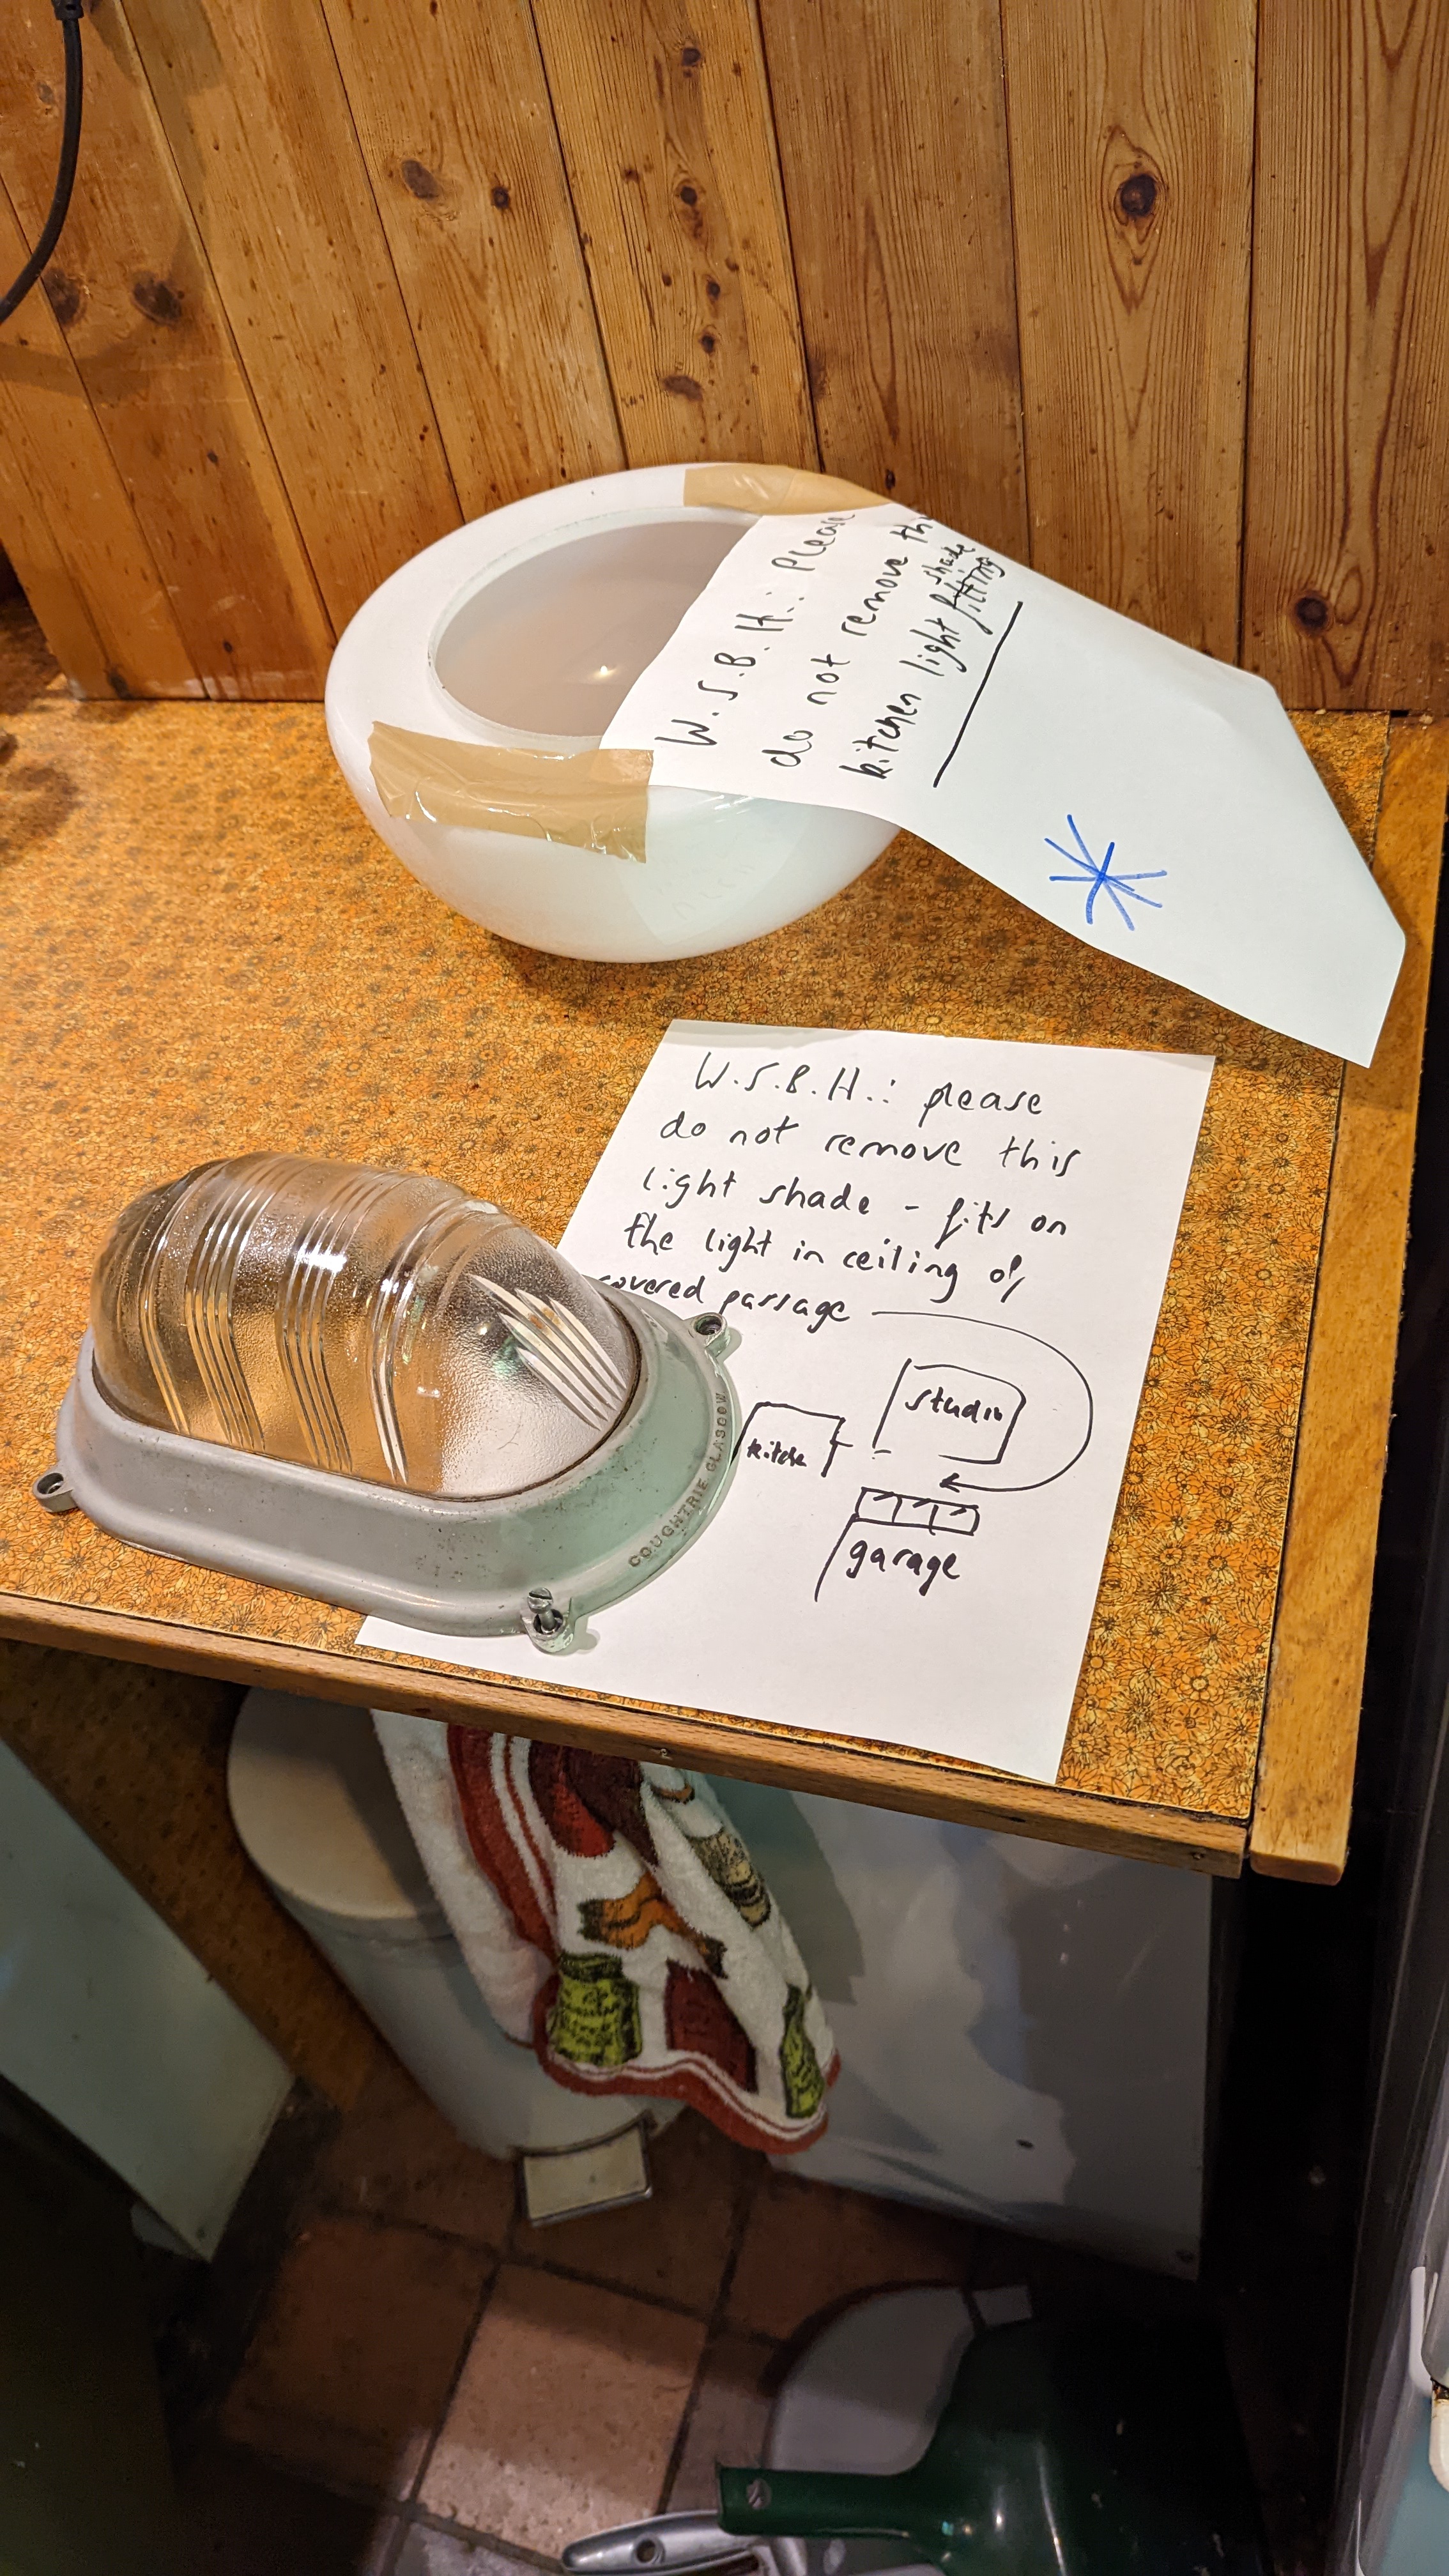 W.S.B.H.: Please
do not remove this
shade
kitchen light fitting
W.S.B.H.: please
do not remove this
light shade - fits on
the light in ceiling of
covered passage
studio
kitche
garage
COUGHTRIE GLASGOW